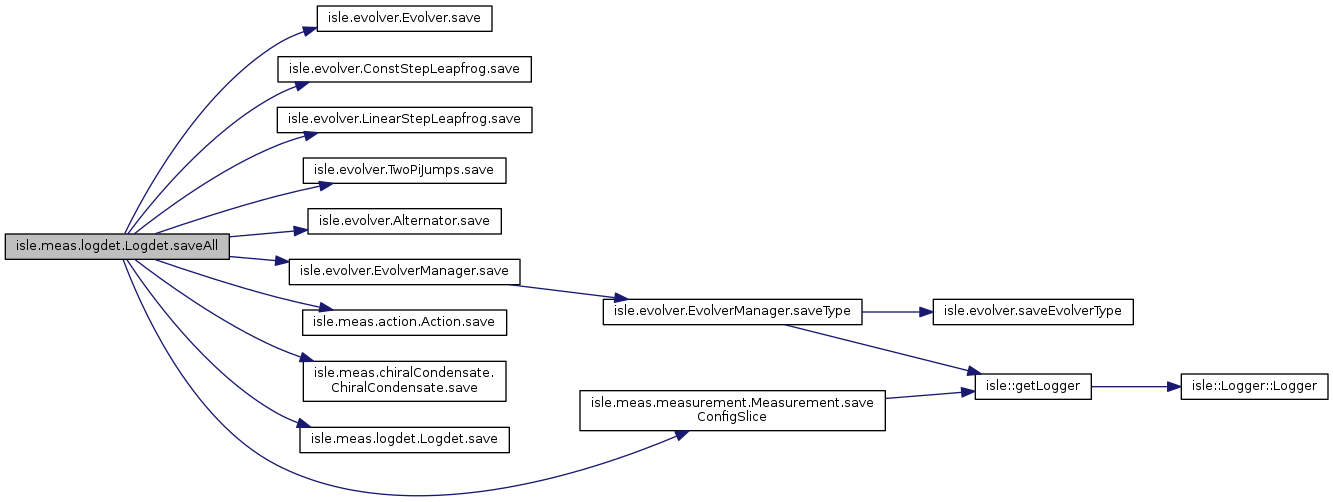 isle.evolver.Evolver.save
isle.evolver.ConstStepLeapfrog.save
isle.evolver.LinearStepLeapfrog.save
isle.evolver.TwoPiJumps.save
isle.evolver.Alternator.save
isle.meas.logdet.Logdet.saveAll
isle.evolver.EvolverManager.save
isle.evolver.EvolverManager.saveType
isle.evolver.saveEvolverType
isle.meas.action.Action.save
isle.meas.chiralCondensate.
ChiralCondensate.save
isle::getLogger
isle::Logger::Logger
isle.meas.measurement.Measurement.save
ConfigSlice
isle.meas.logdet.Logdet.save